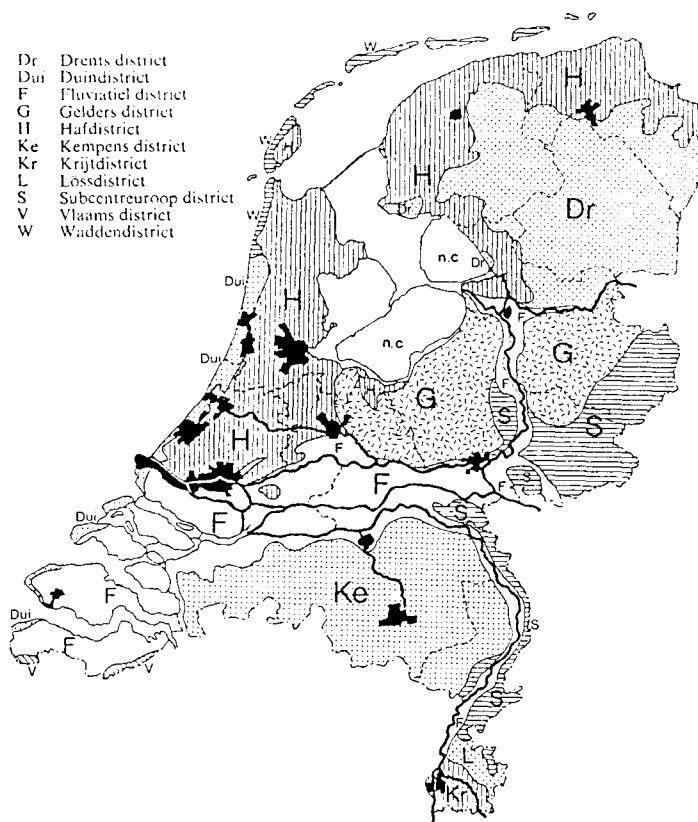 Dr Drents district
Dui Duindistrict
F Fluviatiel district
G Gelders district
H Hafdistrict
Ke Kempens district
Kr Krijtdistrict
L Lössdistrict
S Subcentreuroop district
V Vlaams district
W Waddendistrict
W
H
W
H
H
Dr
Dr
W
n.c
Dr
Dui
H
F
n.c
G
Dui
H
G
F
S
S
H
F
F
S
F
F
S
Dui
Ke
F
Dui
S
F
V
V
S
F
L
Kr